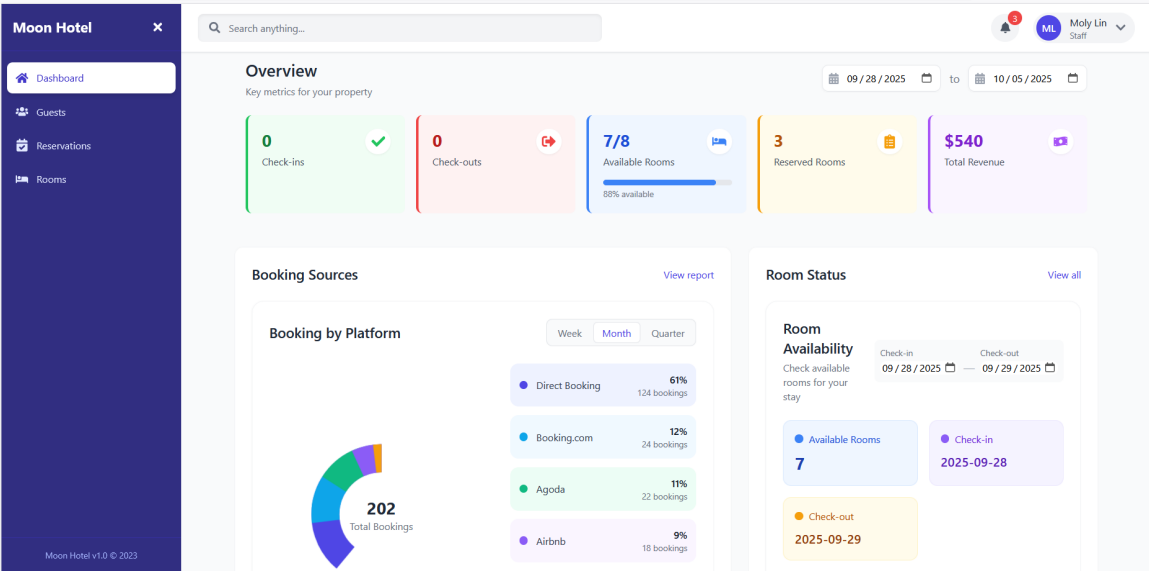 Moon Hotel
Search anything...
3
ML
Moly Lin
Staff
Dashboard
Guests
Reservations
Rooms
Moon Hotel v1.0 © 2023
Overview
Key metrics for your property
09/28/2025 to 10/05/2025
0
Check-ins
0
Check-outs
7/8
Available Rooms
88% available
3
Reserved Rooms
$540
Total Revenue
Booking Sources
View report
Booking by Platform
Week Month Quarter
202
Total Bookings
Direct Booking 61%
124 bookings
Booking.com 12%
24 bookings
Agoda 11%
22 bookings
Airbnb 9%
18 bookings
Room Status
View all
Room
Availability
Check available
rooms for your
stay
Check-in
09/28/2025
Check-out
09/29/2025
Available Rooms
7
Check-in
2025-09-28
Check-out
2025-09-29